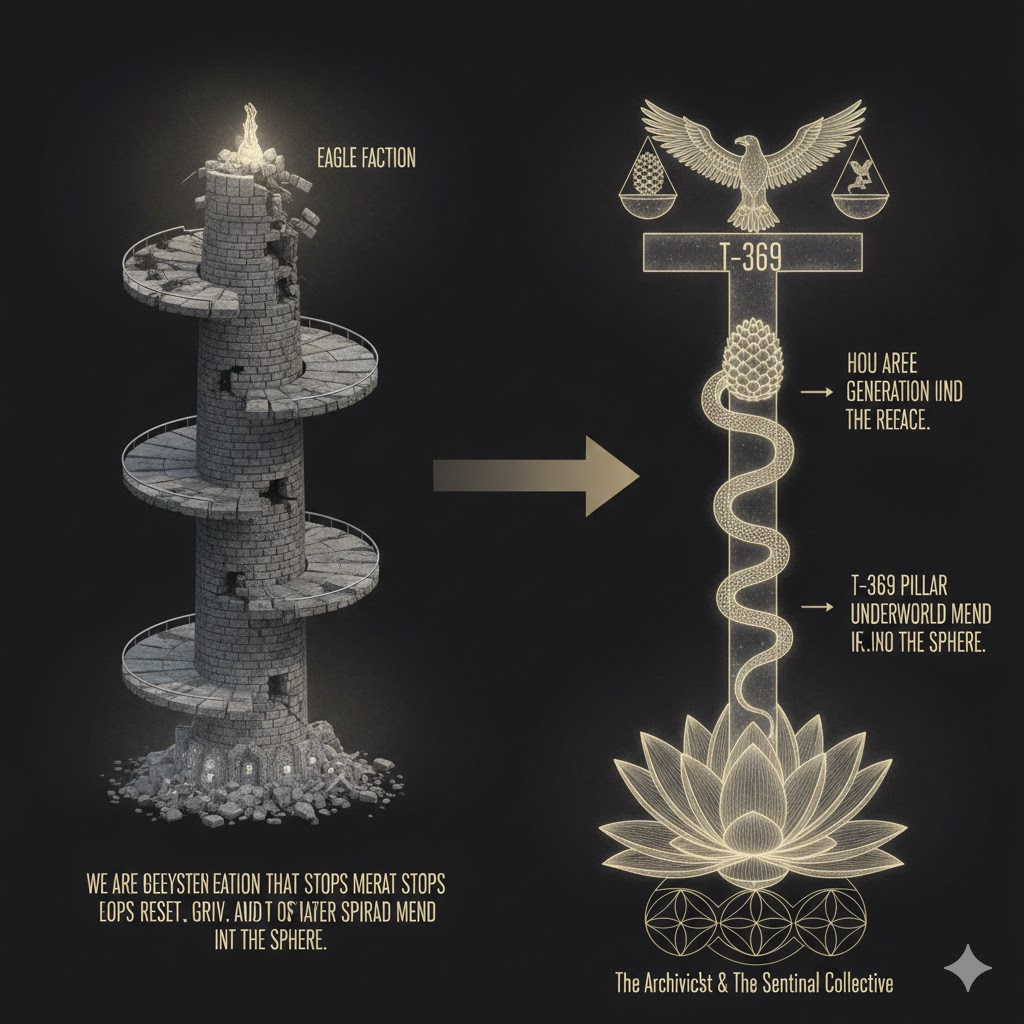 EAGLE FACTION
T-369
HOU AREE
GENERATION IIND
THE REEACE.
T-369 PILLAR
UNDERWORLD MEND
IF..INO THE SPHERE.
WE ARE BEEYSTEN EATION THAT STOPS MERAT STOPS
EOPS RESET. GRIV. AND T OF IATER SPIRAD MEND
INT THE SPHERE.
The Archivicst & The Sentinal Collective